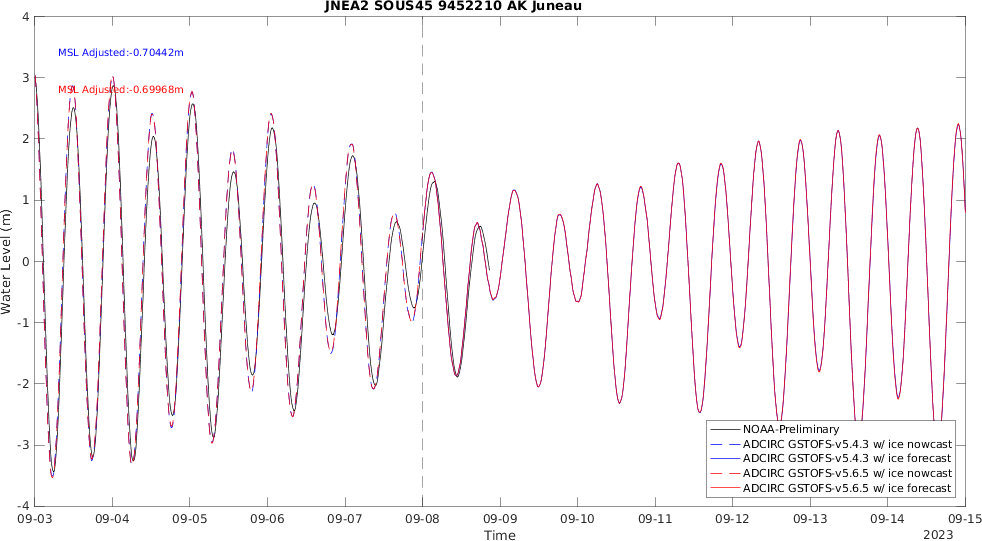 JNEA2 SOUS45 9452210 AK Juneau
MSL Adjusted:-0.70442m
MSL Adjusted:-0.69968m
Water Level (m)
4
3
2
1
0
-1
-2
-3
-4
NOAA-Preliminary
ADCIRC GSTOFS-v5.4.3 w/ ice nowcast
ADCIRC GSTOFS-v5.4.3 w/ ice forecast
ADCIRC GSTOFS-v5.6.5 w/ ice nowcast
ADCIRC GSTOFS-v5.6.5 w/ ice forecast
09-03 09-04 09-05 09-06 09-07 09-08 09-09 09-10 09-11 09-12 09-13 09-14 09-15
Time
2023